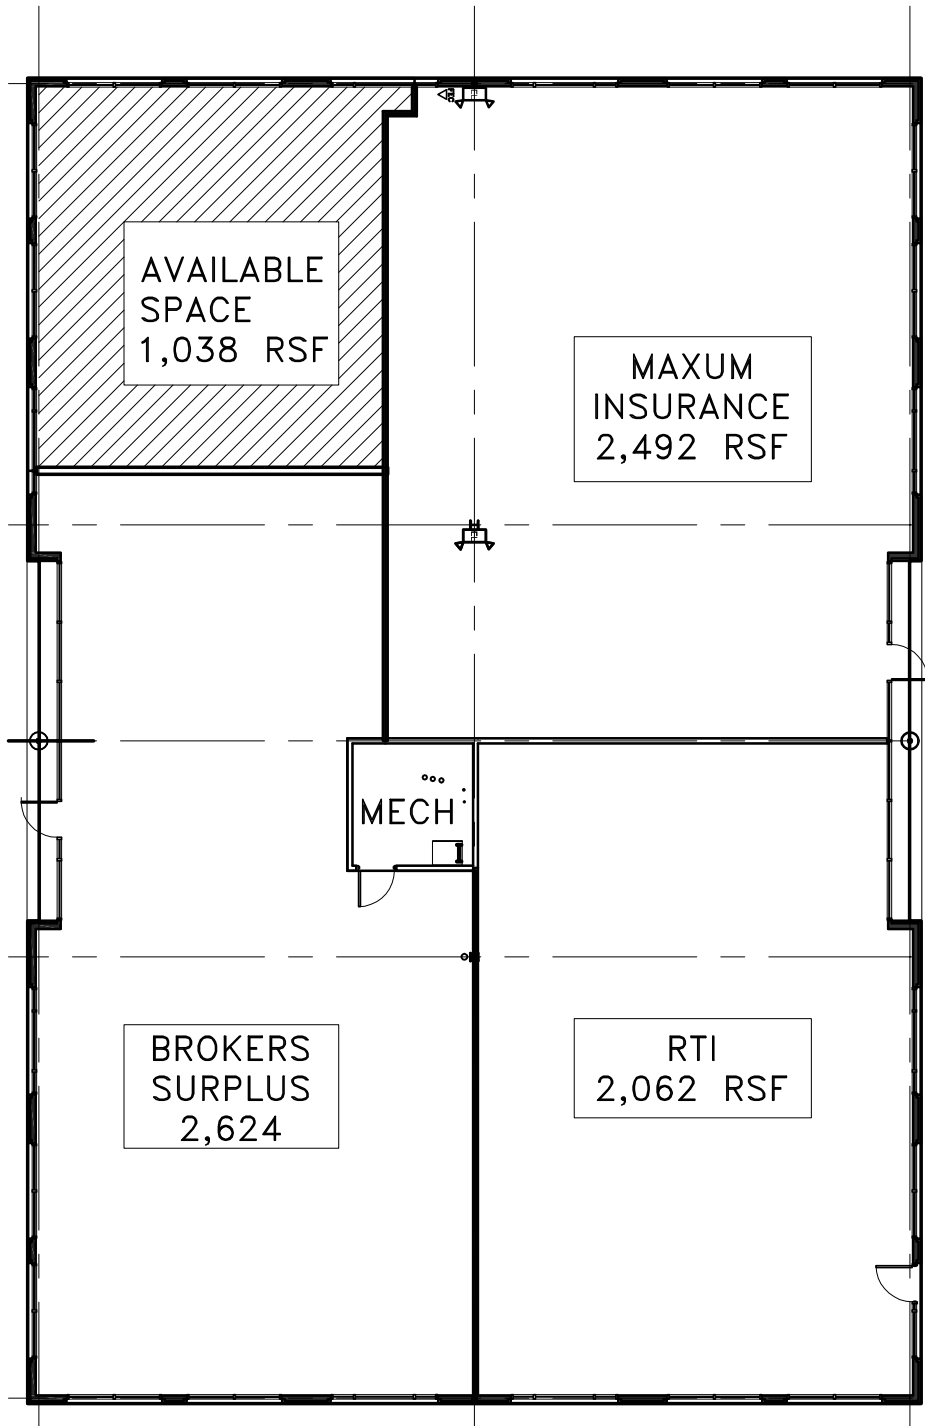 AVAILABLE
SPACE
1,038 RSF
MAXUM
INSURANCE
2,492 RSF
MECH
BROKERS
SURPLUS
2,624
RTI
2,062 RSF